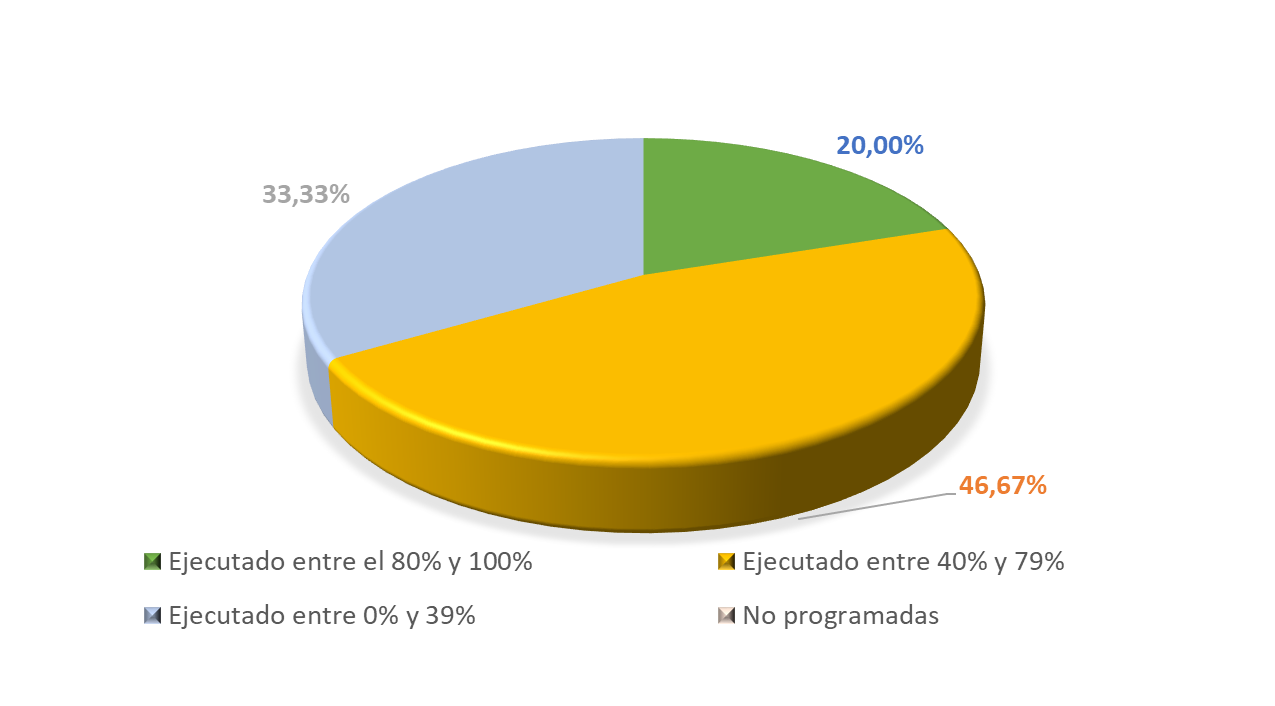 20,00%
33,33%
46,67%
Ejecutado entre el 80% y 100%
Ejecutado entre 40% y 79%
Ejecutado entre 0% y 39%
No programadas